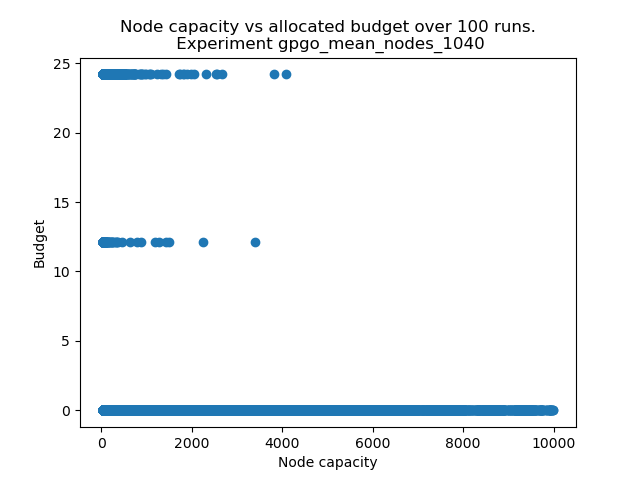 Node capacity vs allocated budget over 100 runs.
Experiment gpgo_mean_nodes_1040
25
20
15
10
5
0
Budget
0 2000 4000 6000 8000 10000
Node capacity